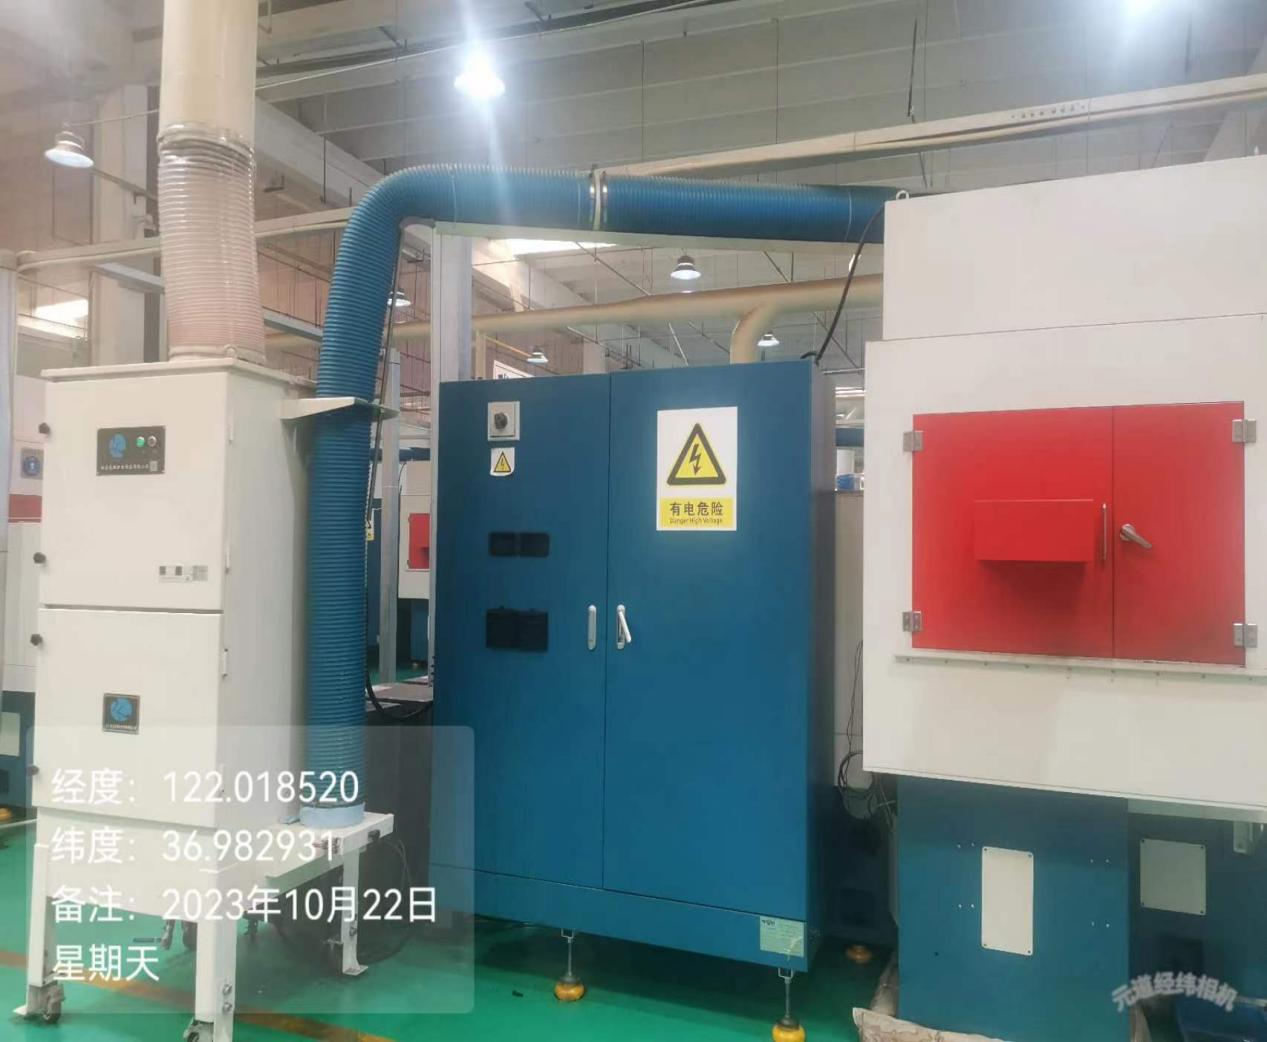 有电危险
Danger High Voltage
经度: 122.018520
纬度: 36.982931
备注: 2023年10月22日
星期天
元道经纬相机